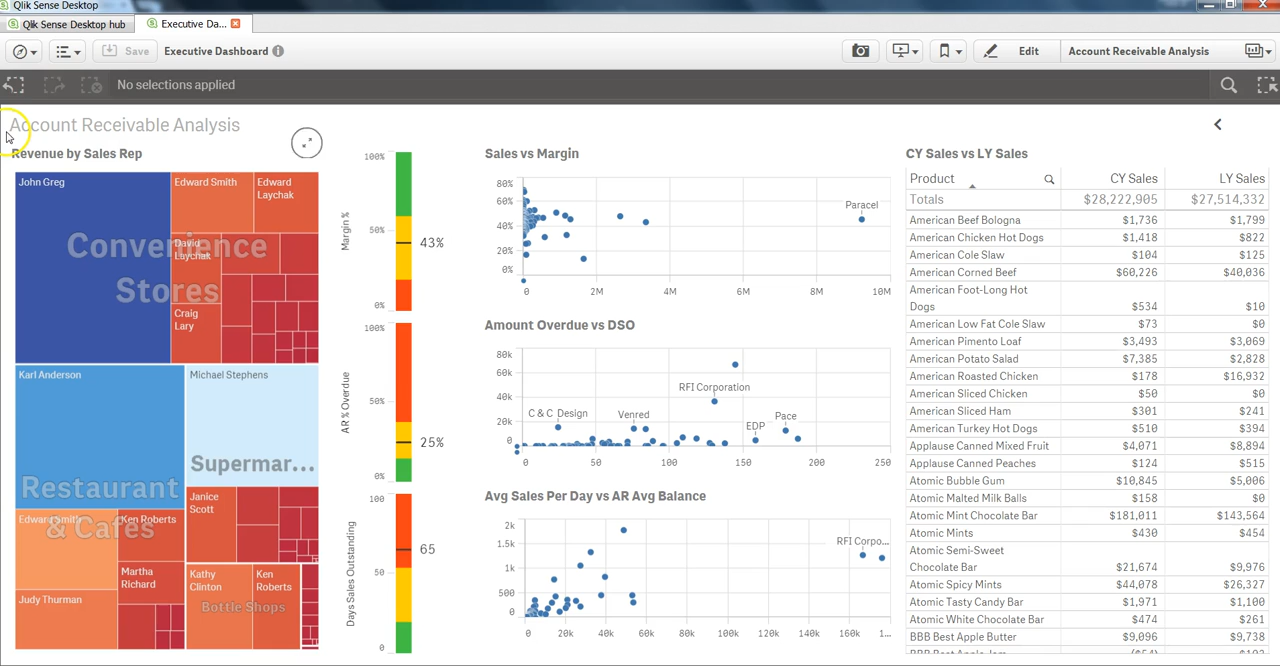 Qlik Sense Desktop
Qlik Sense Desktop hub
Executive Da...
Save
Executive Dashboard
Edit
Account Receivable Analysis
No selections applied
Account Receivable Analysis
Revenue by Sales Rep
John Greg
Edward Smith
Edward
Laychak
Convenience
Stores
David
Laychak
Craig
Lary
Karl Anderson
Michael Stephens
Supermar...
Restaurant
& Cafes
Janice
Scott
Edward Smith
Ken Roberts
Martha
Richard
Judy Thurman
Kathy
Clinton
Ken
Roberts
Bottle Shops
Margin %
100%
50%
0%
43%
AR % Overdue
100%
50%
0%
25%
Days Sales Outstanding
100
50
0
65
Sales vs Margin
80%
60%
40%
20%
0%
Paracel
0 2M 4M 6M 8M 10M
Amount Overdue vs DSO
80k
60k
40k
20k
0
RFI Corporation
C & C Design
Venred
EDP
Pace
0 50 100 150 200 250
Avg Sales Per Day vs AR Avg Balance
2k
1.5k
1k
500
0
RFI Corpo...
0 20k 40k 60k 80k 100k 120k 140k 160k 1...
CY Sales vs LY Sales
Product CY Sales LY Sales
Totals $28,222,905 $27,514,332
American Beef Bologna $1,736 $1,799
American Chicken Hot Dogs $1,418 $822
American Cole Slaw $104 $125
American Corned Beef $60,226 $40,036
American Foot-Long Hot
Dogs $534 $10
American Low Fat Cole Slaw $73 $0
American Pimento Loaf $3,493 $3,069
American Potato Salad $7,385 $2,828
American Roasted Chicken $178 $16,932
American Sliced Chicken $50 $0
American Sliced Ham $301 $241
American Turkey Hot Dogs $510 $394
Applause Canned Mixed Fruit $4,071 $8,894
Applause Canned Peaches $124 $515
Atomic Bubble Gum $10,845 $5,006
Atomic Malted Milk Balls $158 $0
Atomic Mint Chocolate Bar $181,011 $143,564
Atomic Mints $430 $454
Atomic Semi-Sweet
Chocolate Bar $21,674 $9,976
Atomic Spicy Mints $44,078 $26,327
Atomic Tasty Candy Bar $1,971 $1,100
Atomic White Chocolate Bar $474 $261
BBB Best Apple Butter $9,096 $9,738